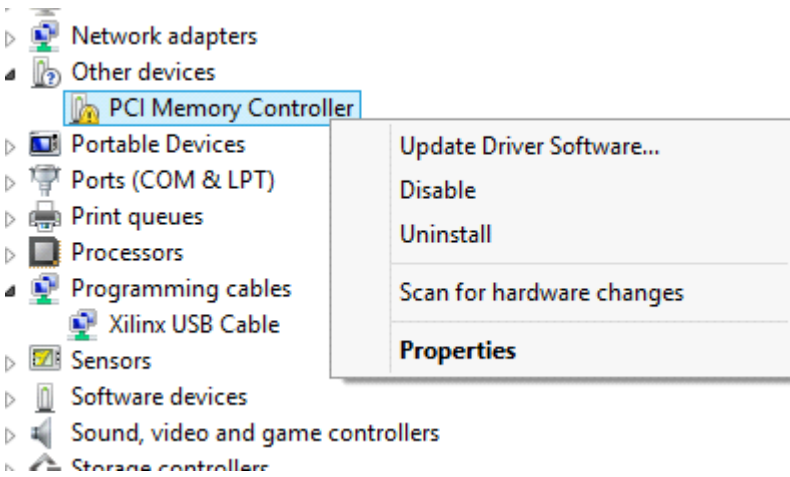 Network adapters
Other devices
PCI Memory Controller
Portable Devices
Update Driver Software...
Ports (COM & LPT)
Disable
Print queues
Uninstall
Processors
Programming cables
Scan for hardware changes
Xilinx USB Cable
Properties
Sensors
Software devices
Sound, video and game controllers
Storage controllers